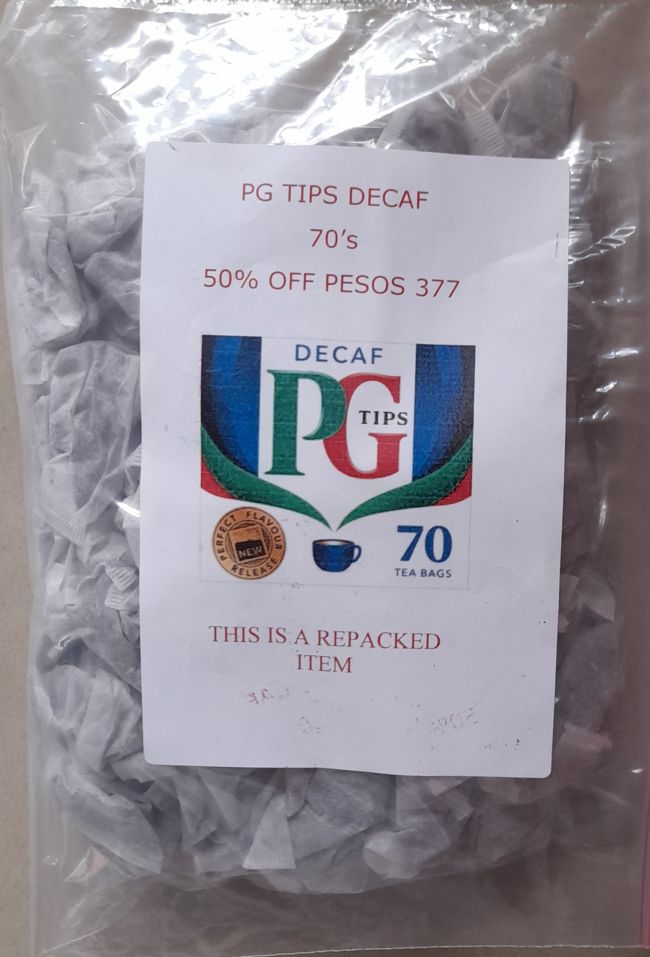 PG TIPS DECAF
70's
50% OFF PESOS 377
DECAF
PG TIPS
PERFECT FLAVOUR RELEASE
NEW
70
TEA BAGS
THIS IS A REPACKED
ITEM